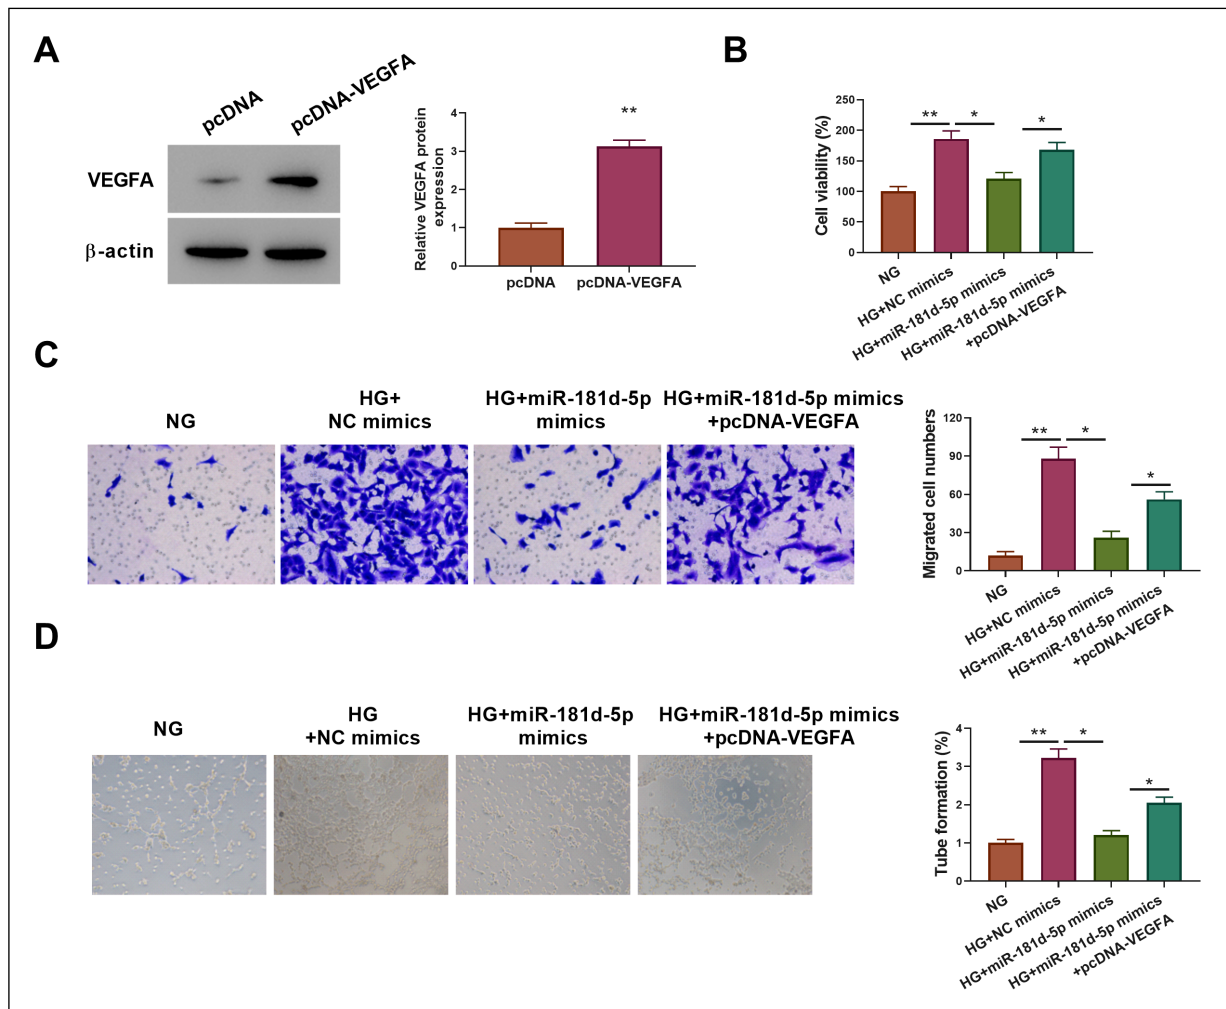 A
pcDNA
pcDNA-VEGFA
VEGFA
β-actin
Relative VEGFA protein
expression
4
3
2
1
0
**
pcDNA
pcDNA-VEGFA
B
Cell viability (%)
250
200
150
100
50
0
**
*
*
NG
HG+NC mimics
HG+miR-181d-5p mimics
HG+miR-181d-5p mimics
+pcDNA-VEGFA
C
NG
HG+
NC mimics
HG+miR-181d-5p
mimics
HG+miR-181d-5p mimics
+pcDNA-VEGFA
Migrated cell numbers
120
90
60
30
0
**
*
*
NG
HG+NC mimics
HG+miR-181d-5p mimics
HG+miR-181d-5p mimics
+pcDNA-VEGFA
D
NG
HG
+NC mimics
HG+miR-181d-5p
mimics
HG+miR-181d-5p mimics
+pcDNA-VEGFA
Tube formation (%)
4
3
2
1
0
**
*
*
NG
HG+NC mimics
HG+miR-181d-5p mimics
HG+miR-181d-5p mimics
+pcDNA-VEGFA